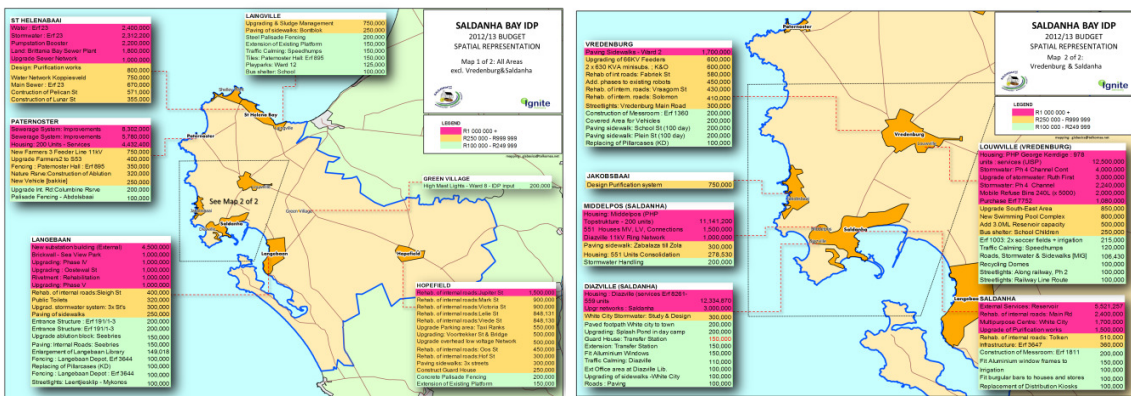 ST HELENABAAI
Water : Erf 23 2,400,000
Stormwater : Erf 23 2,312,200
Pumpstation Booster 2,200,000
Land: Brittania Bay Sewer Plant 1,800,000
Upgrade Sewer Network 1,000,000
Design: Purification works 800,000
Water Network Koppiesveld 750,000
Main Sewer : Erf 23 670,000
Contruction of Pelican St 571,000
Construction of Lunar St 355,000
LAINGVILLE
Upgrading & Sludge Management 750,000
Paving of sidewalks: Bontblok 250,000
Steel Palisade Fencing 200,000
Extension of Existing Platform 150,000
Traffic Calming: Speedhumps 150,000
Tiles: Paternoster Hall: Erf 895 150,000
Playparks: Ward 12 125,000
Bus shelter: School 100,000
SALDANHA BAY IDP
2012/13 BUDGET
SPATIAL REPRESENTATION
Map 1 of 2: All Areas
excl. Vredenburg&Saldanha
Ignite
LEGEND
R1 000 000 +
R250 000 - R999 999
R100 000 - R249 999
PATERNOSTER
Sewerage System: Improvements 8,302,000
Sewerage System: Improvements 5,780,000
Housing: 200 Units - Services 4,432,400
New Farmers 3 Feeder Line 11kV 750,000
Upgrade Farmers2 to S53 400,000
Fencing : Paternoster Hall : Erf 895 350,000
Nature Rsrve:Construction of Ablution 320,000
New Vehicle [bakkie] 250,000
Upgrade Int. Rd:Columbine Rsrve 200,000
Palisade Fencing - Abdolsbaai 100,000
St Helena Bay
Laingville
Paternoster
See Map 2 of 2
Saldanha
Langebaan
Green Village
Hopefield
GREEN VILLAGE
High Mast Lights - Ward 6 - IDP input 200,000
LANGEBAAN
New substation building (External) 4,500,000
Brickwall - Sea View Park 1,000,000
Upgrading: Phase IV 1,000,000
Upgrading : Oostewal St 1,000,000
Rivetment : Rehabilitation 1,000,000
Upgrading: Phase V 1,000,000
Rehab. of internal roads:Sleigh St 400,000
Public Toilets 320,000
Upgrad. stormwater system: 3x Sf's 300,000
Paving of sidewalks 250,000
Entrance Structure : Erf 191/1-3 200,000
Entrance Structure : Erf 191/1-3 200,000
Upgrade ablution block: Seebries 150,000
Paving: Internal Roads: Seebries 150,000
Enlargement of Langebaan Library 149,018
Fencing : Langebaan Depot, Erf 3644 100,000
Replacing of Pillarcases (KD) 100,000
Fencing : Langebaan Depot : Erf 3644 100,000
Streetlights: Leentjiesklip - Mykonos 100,000
HOPEFIELD
Rehab. of internal roads:Jupiter St 1,500,000
Rehab. of internal roads:Mark St 900,000
Rehab. of internal roads:Victoria St 900,000
Rehab. of internal roads:Leite St 848,131
Rehab. of internal roads:Vrede St 848,130
Upgrade Parking area: Taxi Ranks 550,000
Upgrading: Voortrekker St & Bridge 500,000
Upgrade overhead low voltage Network 500,000
Rehab. of internal roads: Oos St 450,000
Rehab. of internal roads:Hof St 300,000
Paving sidewalks: 3x streets 300,000
Construct Guard House 250,000
Concrete Palisade Fencing 200,000
Extension of Existing Platform 150,000
SALDANHA BAY IDP
2012/13 BUDGET
SPATIAL REPRESENTATION
Map 2 of 2:
Vredenburg & Saldanha
Ignite
LEGEND
R1 000 000 +
R250 000 - R999 999
R100 000 - R249 999
VREDENBURG
Paving Sidewalks - Ward 2 1,700,000
Upgrading of 66KV Feeders 800,000
2 x 630 KVA minisubs, : K&O 600,000
Rehab of int roads: Fabriek St 580,000
Add. phases to existing robots 450,000
Rehab. of intern. roads: Vraagom St 430,000
Rehab. of intern. roads: Solomon 410,000
Streetlights: Vredenburg Main Road 300,000
Construction of Messroom: Erf 1360 200,000
Covered Area for Vehicles 200,000
Paving sidewalk: School St (100 day) 200,000
Paving sidewalk: Plain St (100 day) 200,000
Replacing of Pillarcases (KD) 100,000
Paternoster
Vredenburg
JAKOBSBAAI
Design Purification system 750,000
MIDDELPOS (SALDANHA)
Housing: Middelpos (PHP
Topstrukture - 200 units) 11,141,200
551 Houses MV, LV, Connections 1,500,000
Diazville 11kV Ring Network 1,000,000
Paving sidewalk: Zabalaza till Zola 300,000
Housing: 551 Units Consolidation 278,530
Stormwater Handling 200,000
DIAZVILLE (SALDANHA)
Housing : Diazville (services Erf 8261-
559 units 12,334,870
Upgr networks : Saldanha 3,000,000
White City Stormwater: Study & Design 300,000
Paved footpath White city to town 200,000
Upgrading: Splash Pond in day camp 200,000
Guard House: Transfer Station 150,000
Extension: Transfer Station 150,000
Fit Alluminium Windows 150,000
Traffic Calming: Diaville 110,000
Ext Office area at Diazville Lib. 100,000
Upgrading of sidewalks -White City 100,000
Roads : Paving 100,000
Saldanha
Langebaan
LOUWVILLE (VREDENBURG)
Housing: PHP George Kerridge : 978
units : services (USP) 12,500,000
Stormwater: Ph 4 Channel Cont 4,000,000
Upgrade of stormwater: Ruth First 3,000,000
Stormwater: Ph 4 Channel 2,240,000
Mobile Refuse Bins 240L (x 5000) 2,000,000
Purchase Erf 7752 1,080,000
Upgrade South-East Area 850,000
New Swimming Pool Complex 800,000
Add 3.0ML Reservoir capacity 500,000
Bus shelter: School Children 250,000
Erf 1003: 2x soccer fields + irrigation 215,000
Traffic Calming: Speedhumps 120,000
Roads, Stormwater & Sidewalks [MIG] 106,430
Recycling Domes 100,000
Streetlights: Along railway, Ph 2 100,000
Streetlights: Railway Line Route 100,000
SALDANHA
External Services: Reservoir 5,521,257
Rehab. of internal roads: Main Rd 2,400,000
Multipurpose Centre: White City 1,700,000
Upgrade of Purification works 1,500,000
Rehab. of internal roads: Tolken 510,000
Infrastructure: Erf 3647 360,000
Construction of Messroom: Erf 1811 200,000
Fit Aluminium window frames to 150,000
Irrigation 100,000
Fit burgular bars to houses and stores 100,000
Replacement of Distribution Kiosks 100,000